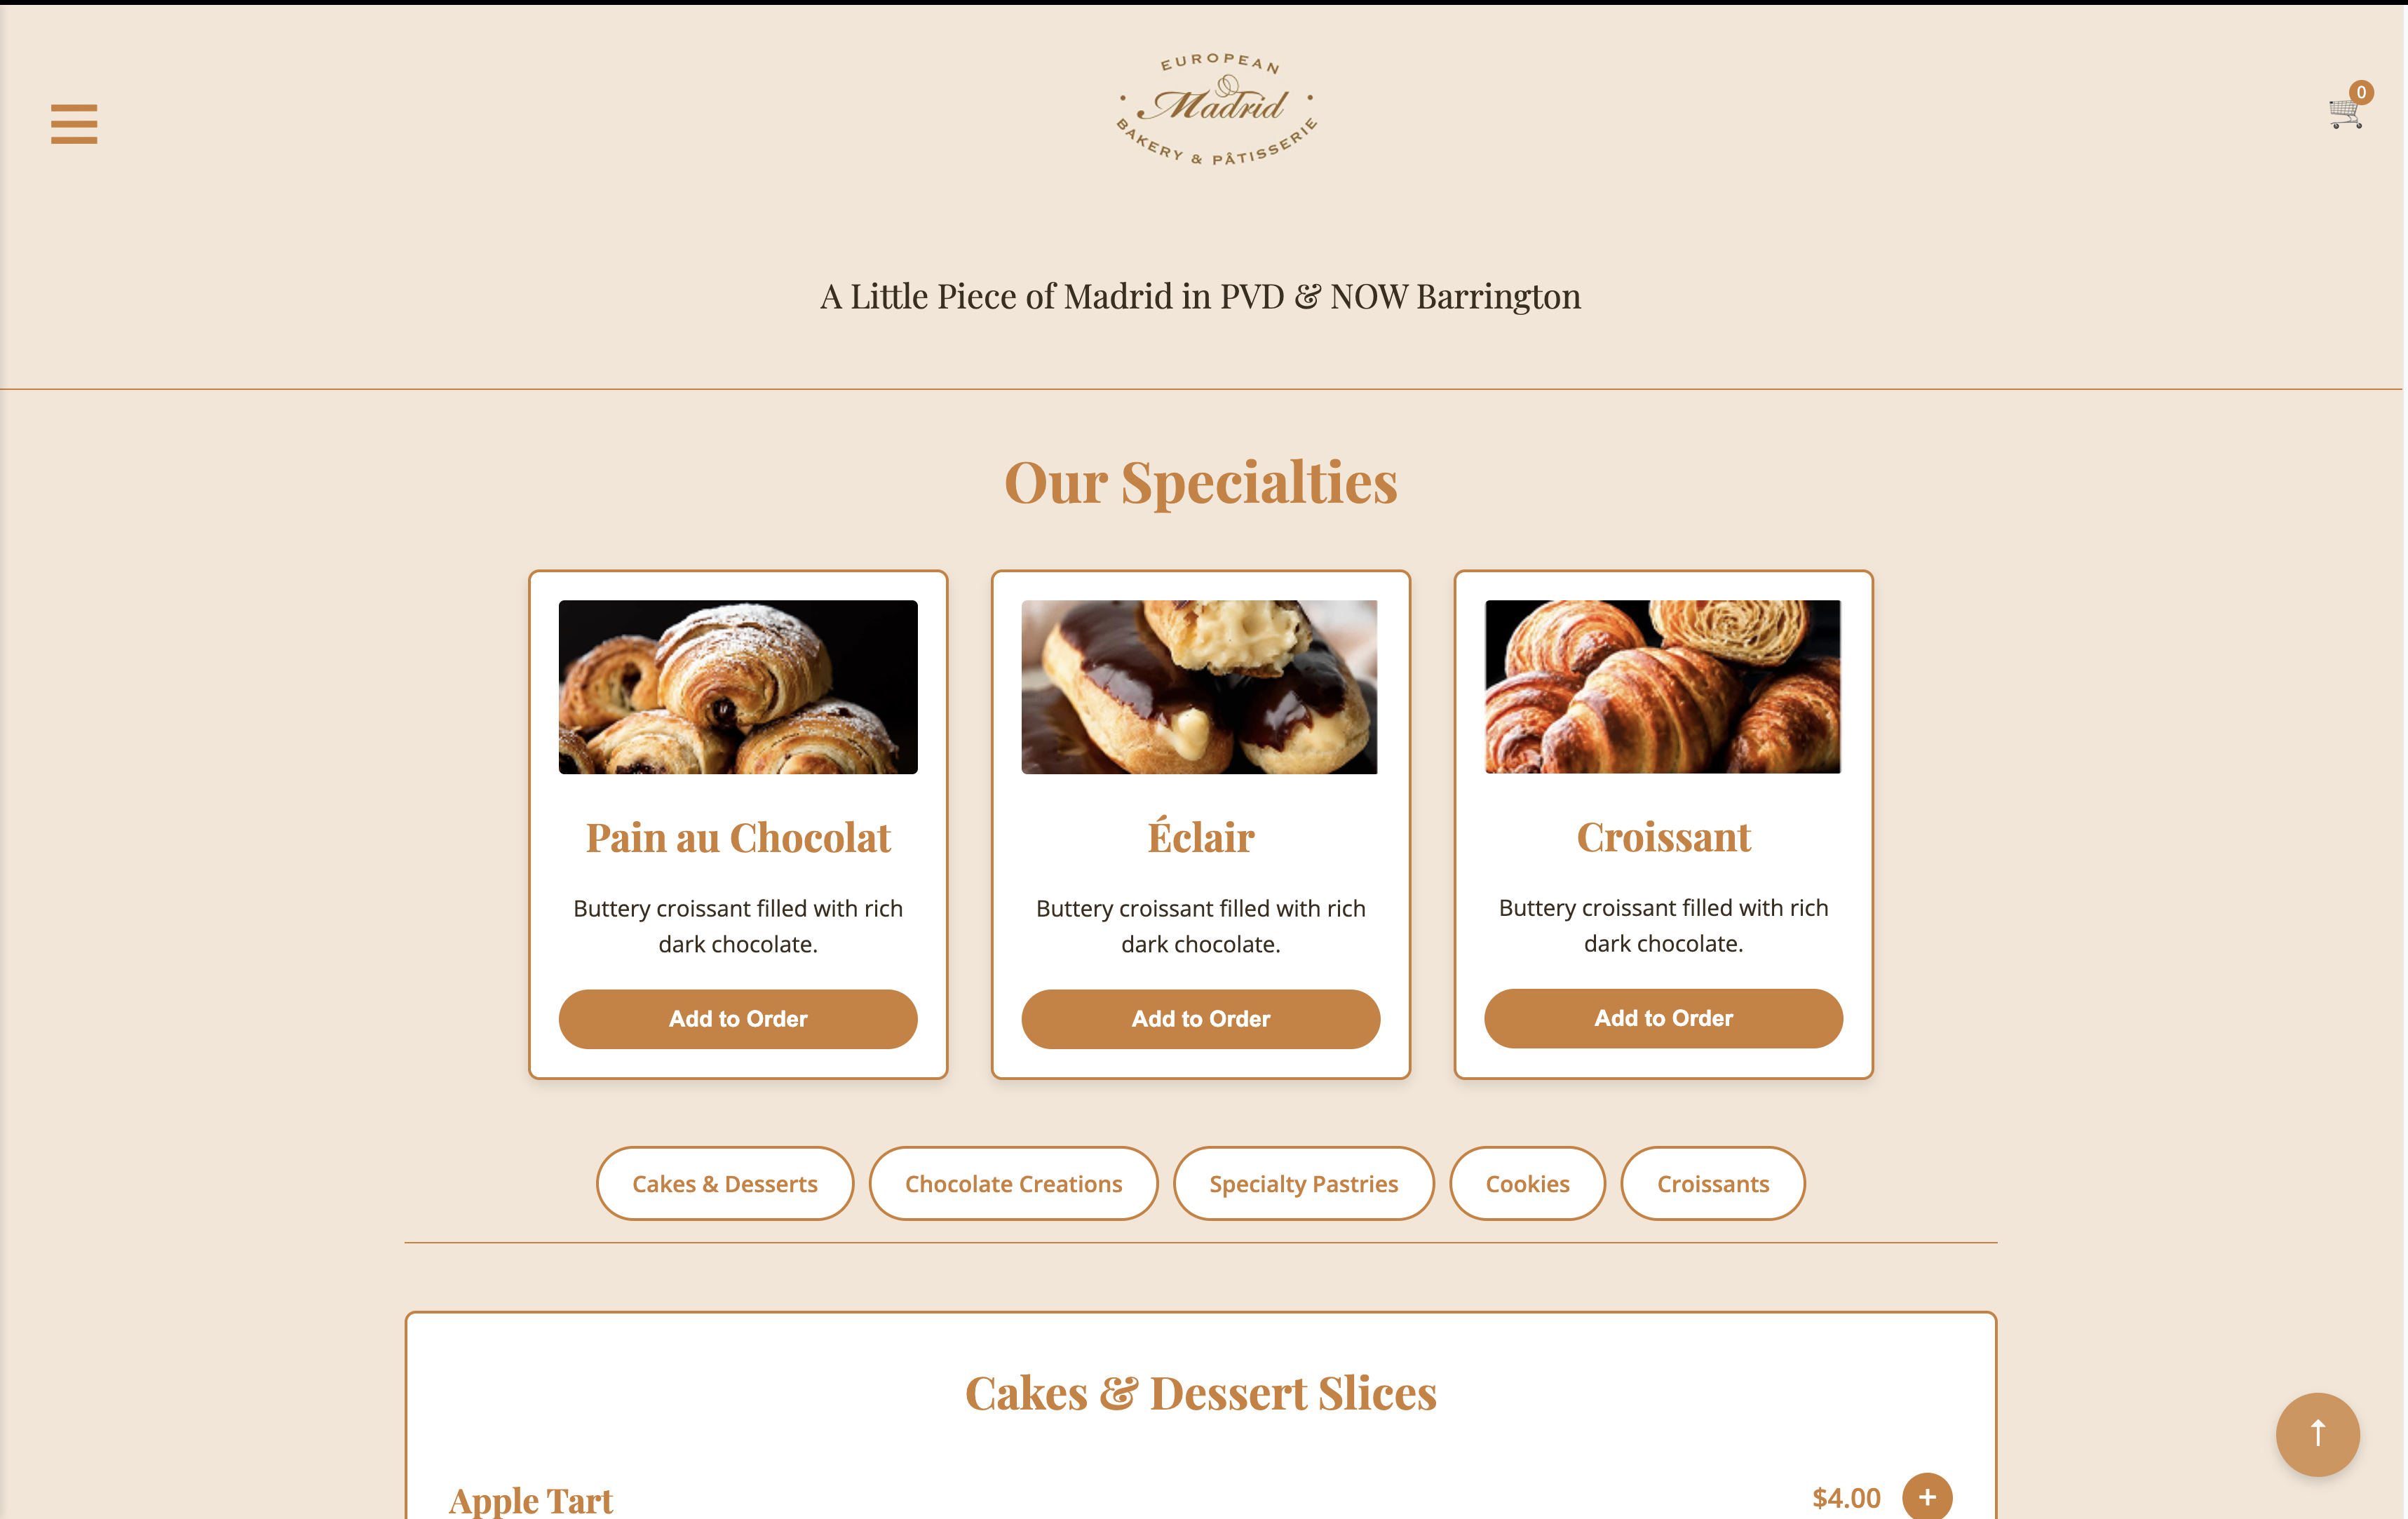 EUROPEAN
Madrid
BAKERY & PÂTISSERIE
0
A Little Piece of Madrid in PVD & NOW Barrington
Our Specialties
Pain au Chocolat
Buttery croissant filled with rich
dark chocolate.
Add to Order
Éclair
Buttery croissant filled with rich
dark chocolate.
Add to Order
Croissant
Buttery croissant filled with rich
dark chocolate.
Add to Order
Cakes & Desserts
Chocolate Creations
Specialty Pastries
Cookies
Croissants
Cakes & Dessert Slices
Apple Tart
$4.00 +
↑